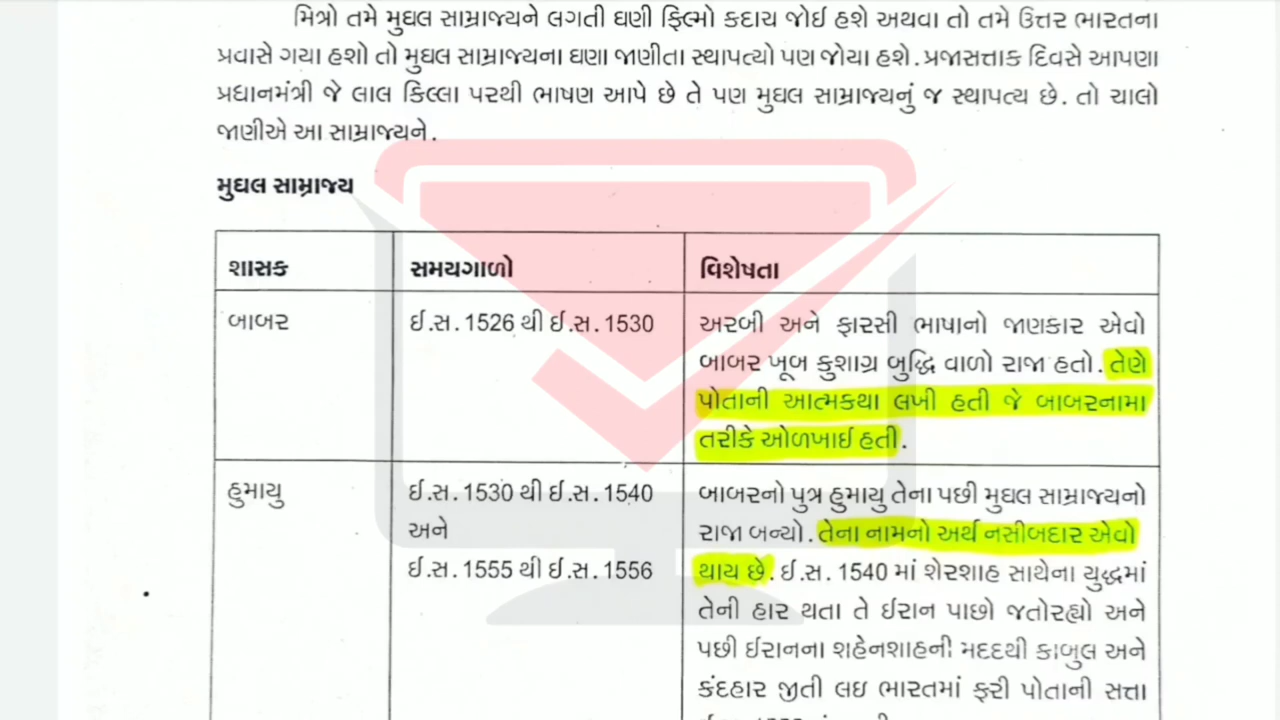 મિત્રો તમે મુઘલ સામ્રાજ્યને લગતી ઘણી ફિલ્મો કદાય જોઈ હશે અથવા તો તમે ઉત્તર ભારતના
પ્રવાસે ગયા હશો તો મુઘલ સામ્રાજ્યના ઘણા જાણીતા સ્થાપત્યો પણ જોયા હશે. પ્રજાસત્તાક દિવસે આપણા
પ્રધાનમંત્રી જે લાલ કિલ્લા પરથી ભાષણ આપે છે તે પણ મુઘલ સામ્રાજ્યનું જ સ્થાપત્ય છે. તો ચાલો
જાણીએ આ સામ્રાજ્યને.
મુઘલ સામ્રાજ્ય
શાસક સમયગાળો વિશેષતા
બાબર ઈ.સ. 1526 થી ઈ.સ. 1530 અરબી અને ફારસી ભાષાનો જાણકાર એવો
બાબર ખૂબ કુશાગ્ર બુદ્ધિ વાળો રાજા હતો. તેણે
પોતાની આત્મકથા લખી હતી જે બાબરનામા
તરીકે ઓળખાઈ હતી.
હુમાયુ ઈ.સ. 1530 થી ઈ.સ. 1540 બાબરનો પુત્ર હુમાયુ તેના પછી મુઘલ સામ્રાજ્યનો
અને રાજા બન્યો. તેના નામનો અર્થ નસીબદાર એવો
ઈ.સ. 1555 થી ઈ.સ. 1556 થાય છે. ઈ.સ. 1540 માં શેરશાહ સાથેના યુદ્ધમાં
તેની હાર થતા તે ઈરાન પાછો જતોરહ્યો અને
પછી ઈરાનના શહેનશાહની મદદથી કાબુલ અને
કંદહાર જીતી લઇ ભારતમાં ફરી પોતાની સત્તા